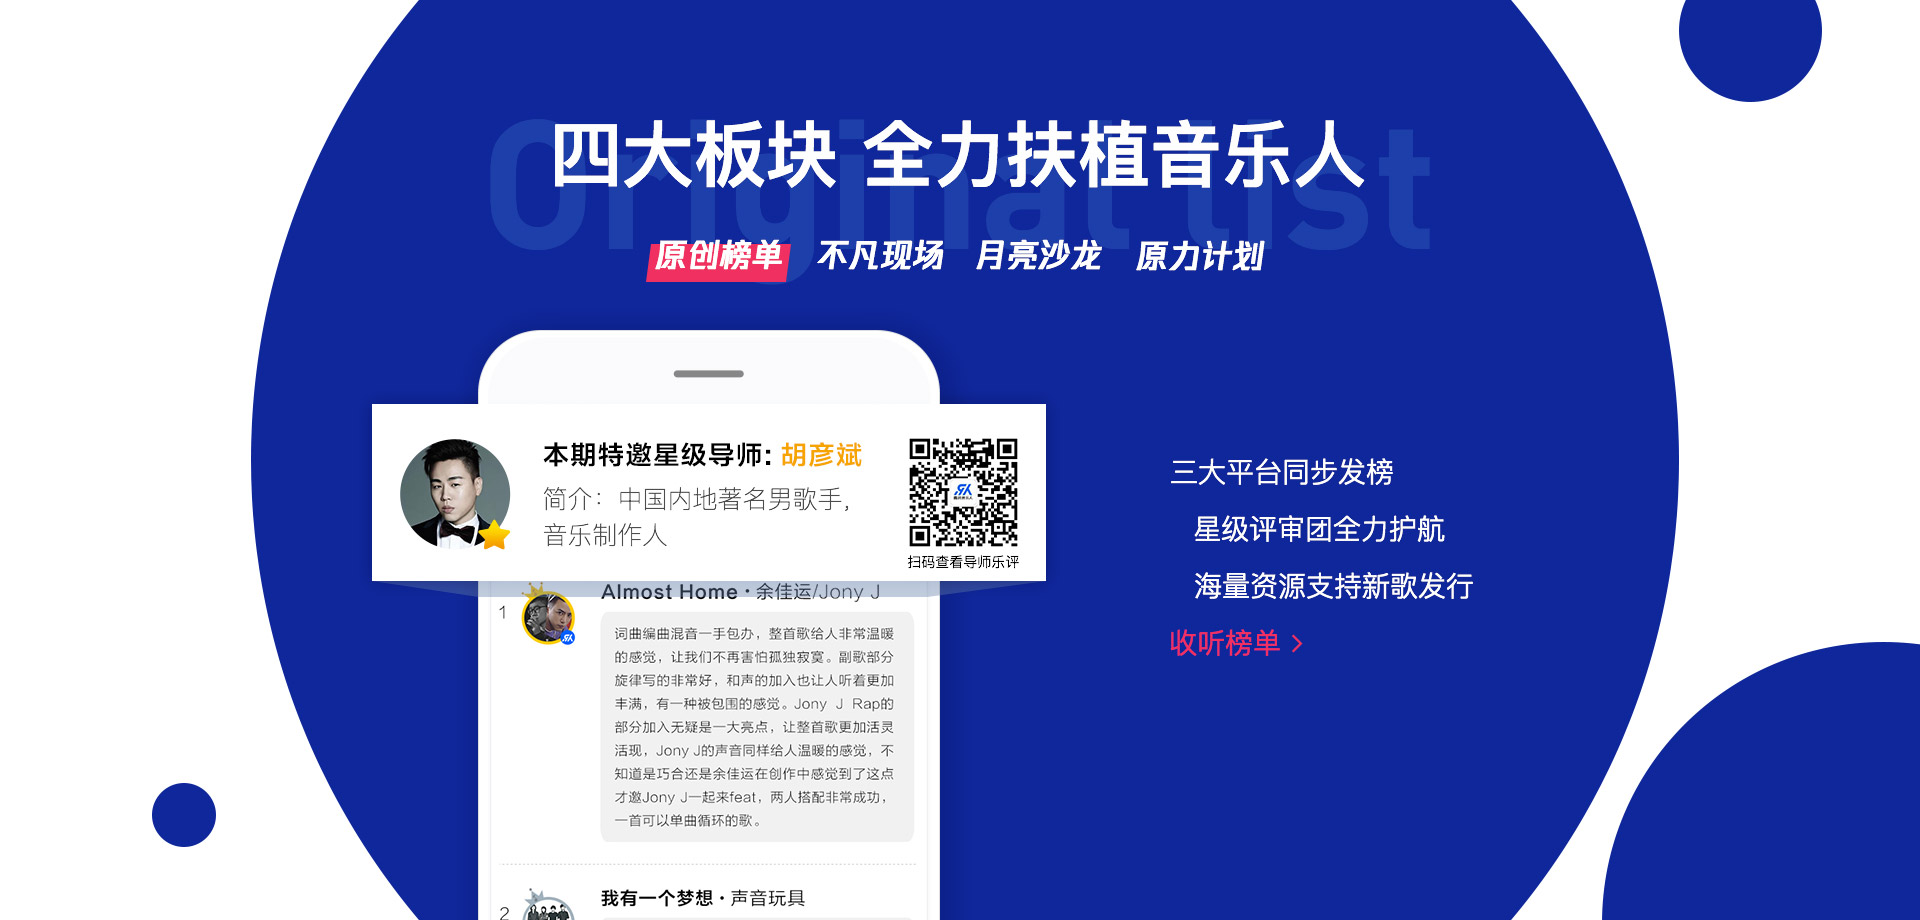 Original list
四大板块 全力扶植音乐人
原创榜单 不凡现场 月亮沙龙 原力计划
本期特邀星级导师: 胡彦斌
简介：中国内地著名男歌手，
音乐制作人
扫码查看导师乐评
1
Almost Home · 余佳运/Jony J
词曲编曲混音一手包办，整首歌给人非常温暖
的感觉，让我们不再害怕孤独寂寞。副歌部分
旋律写的非常好，和声的加入也让人听着更加
丰满，有一种被包围的感觉。Jony J Rap的
部分加入无疑是一大亮点，让整首歌更加活灵
活现，Jony J的声音同样给人温暖的感觉，不
知道是巧合还是余佳运在创作中感觉到了这点
才邀Jony J一起来feat，两人搭配非常成功，
一首可以单曲循环的歌。
2
我有一个梦想 · 声音玩具
三大平台同步发榜
星级评审团全力护航
海量资源支持新歌发行
收听榜单 >